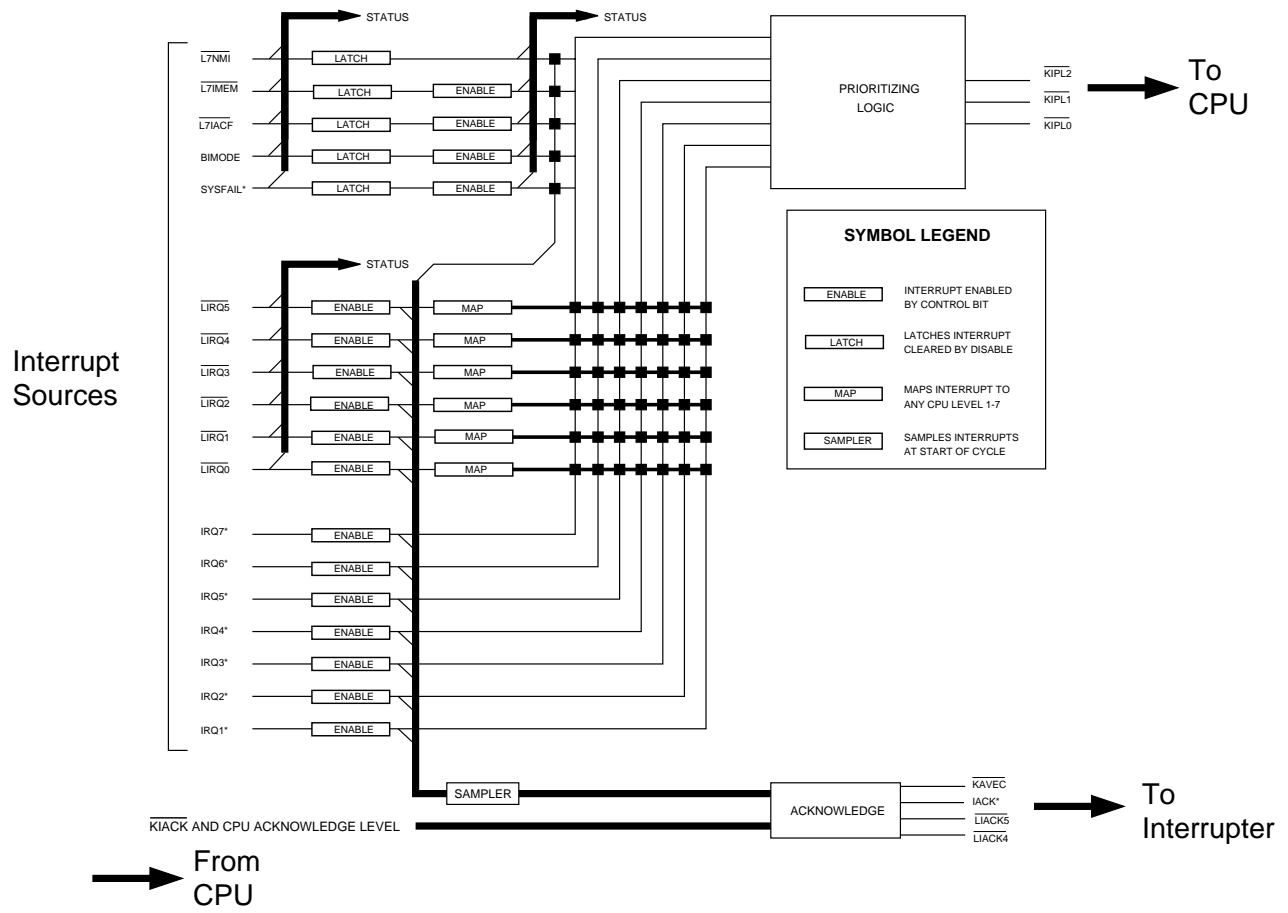 STATUS
STATUS
L7NMI
LATCH
L7IMEM
LATCH
ENABLE
L7IACF
LATCH
ENABLE
BIMODE
LATCH
ENABLE
SYSFAIL*
LATCH
ENABLE
PRIORITIZING
LOGIC
KIPL2
KIPL1
KIPL0
To
CPU
SYMBOL LEGEND
ENABLE
INTERRUPT ENABLED
BY CONTROL BIT
LATCH
LATCHES INTERRUPT
CLEARED BY DISABLE
MAP
MAPS INTERRUPT TO
ANY CPU LEVEL 1-7
SAMPLER
SAMPLES INTERRUPTS
AT START OF CYCLE
STATUS
Interrupt
Sources
LIRQ5
ENABLE
MAP
LIRQ4
ENABLE
MAP
LIRQ3
ENABLE
MAP
LIRQ2
ENABLE
MAP
LIRQ1
ENABLE
MAP
LIRQ0
ENABLE
MAP
IRQ7*
ENABLE
IRQ6*
ENABLE
IRQ5*
ENABLE
IRQ4*
ENABLE
IRQ3*
ENABLE
IRQ2*
ENABLE
IRQ1*
ENABLE
SAMPLER
ACKNOWLEDGE
KAVEC
IACK*
LIACK5
LIACK4
To
Interrupter
KIACK AND CPU ACKNOWLEDGE LEVEL
From
CPU